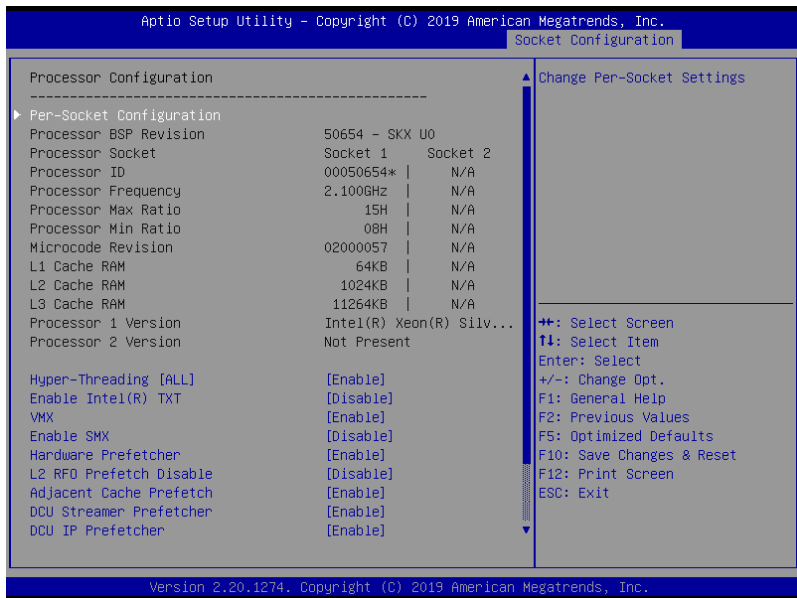 Aptio Setup Utility – Copyright (C) 2019 American Megatrends, Inc.
Socket Configuration
Processor Configuration
Per-Socket Configuration
Processor BSP Revision 50654 - SKX U0
Processor Socket Socket 1 Socket 2
Processor ID 00050654* | N/A
Processor Frequency 2.100GHz | N/A
Processor Max Ratio 15H | N/A
Processor Min Ratio 08H | N/A
Microcode Revision 02000057 | N/A
L1 Cache RAM 64KB | N/A
L2 Cache RAM 1024KB | N/A
L3 Cache RAM 11264KB | N/A
Processor 1 Version Intel(R) Xeon(R) Silv...
Processor 2 Version Not Present
Hyper-Threading [ALL] [Enable]
Enable Intel(R) TXT [Disable]
VMX [Enable]
Enable SMX [Disable]
Hardware Prefetcher [Enable]
L2 RFO Prefetch Disable [Disable]
Adjacent Cache Prefetch [Enable]
DCU Streamer Prefetcher [Enable]
DCU IP Prefetcher [Enable]
Change Per-Socket Settings
→←: Select Screen
↑↓: Select Item
Enter: Select
+/-: Change Opt.
F1: General Help
F2: Previous Values
F5: Optimized Defaults
F10: Save Changes & Reset
F12: Print Screen
ESC: Exit
Version 2.20.1274. Copyright (C) 2019 American Megatrends, Inc.